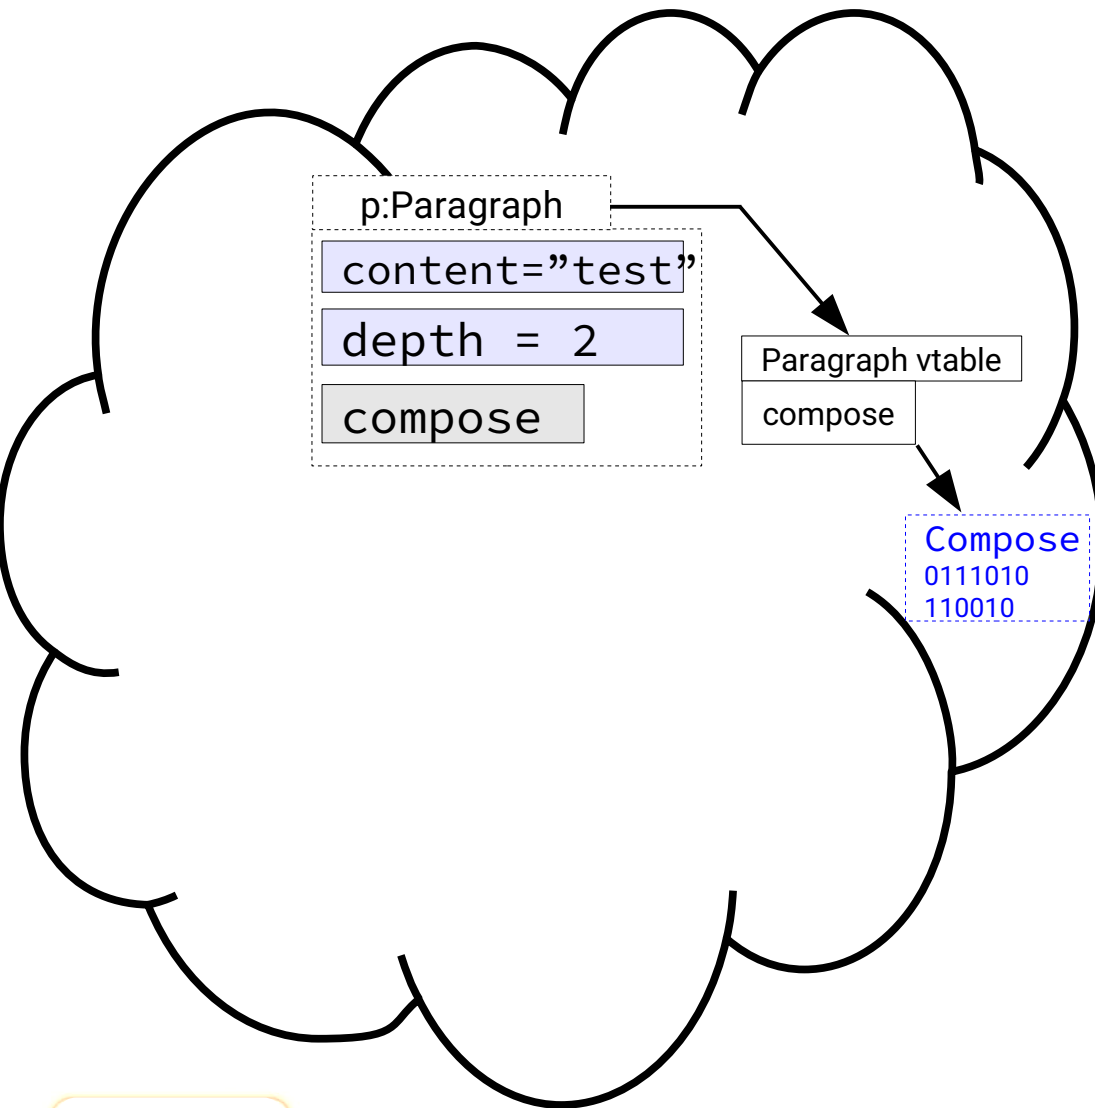 p:Paragraph
content=”test”
depth = 2
compose
Paragraph vtable
compose
Compose
0111010
110010